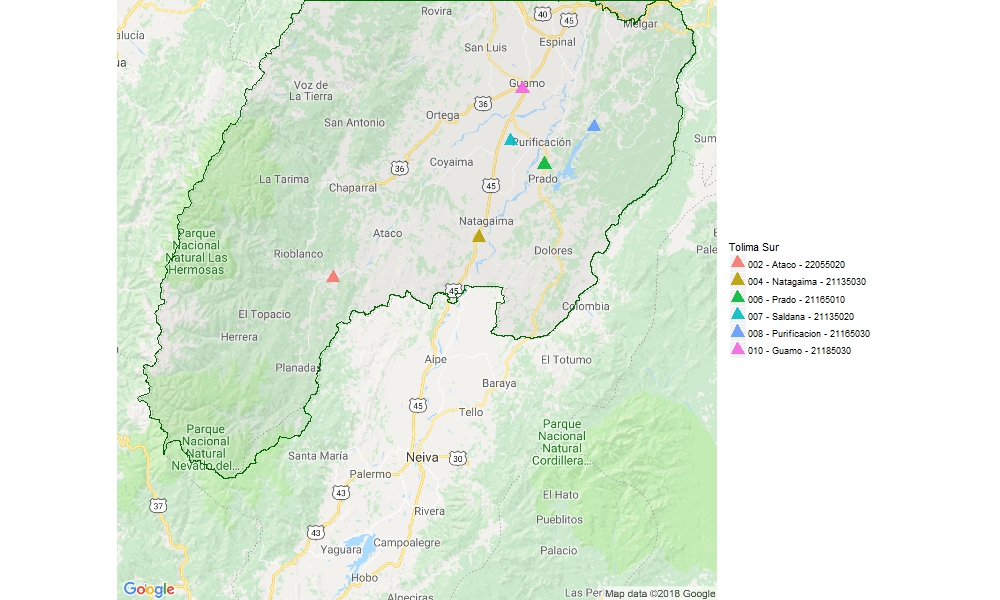 Rovira
40
45
Melgar
alucia
San Luis
Espinal
ua
Guamo
Voz de
La Tierra
36
Ortega
San Antonio
Purificación
Sum
Coyaima
36
La Tarima
Chaparral
45
Prado
Natagaima
Parque
Nacional
Natural Las
Hermosas
Ataco
Rioblanco
Dolores
Pale
45
El Topacio
Colombia
Herrera
Planadas
Aipe
El Totumo
Baraya
45
Tello
Parque
Nacional
Natural
Cordillera...
Parque
Nacional
Natural
Nevado del...
Santa María
Neiva
30
Palermo
43
El Hato
37
Rivera
Pueblitos
43
Yaguara
Campoalegre
Palacio
Hobo
Google
Algeciras
Las Per
Map data ©2018 Google
Tolima Sur
002 - Ataco - 22055020
004 - Natagaima - 21135030
006 - Prado - 21165010
007 - Saldana - 21135020
008 - Purificacion - 21165030
010 - Guamo - 21185030